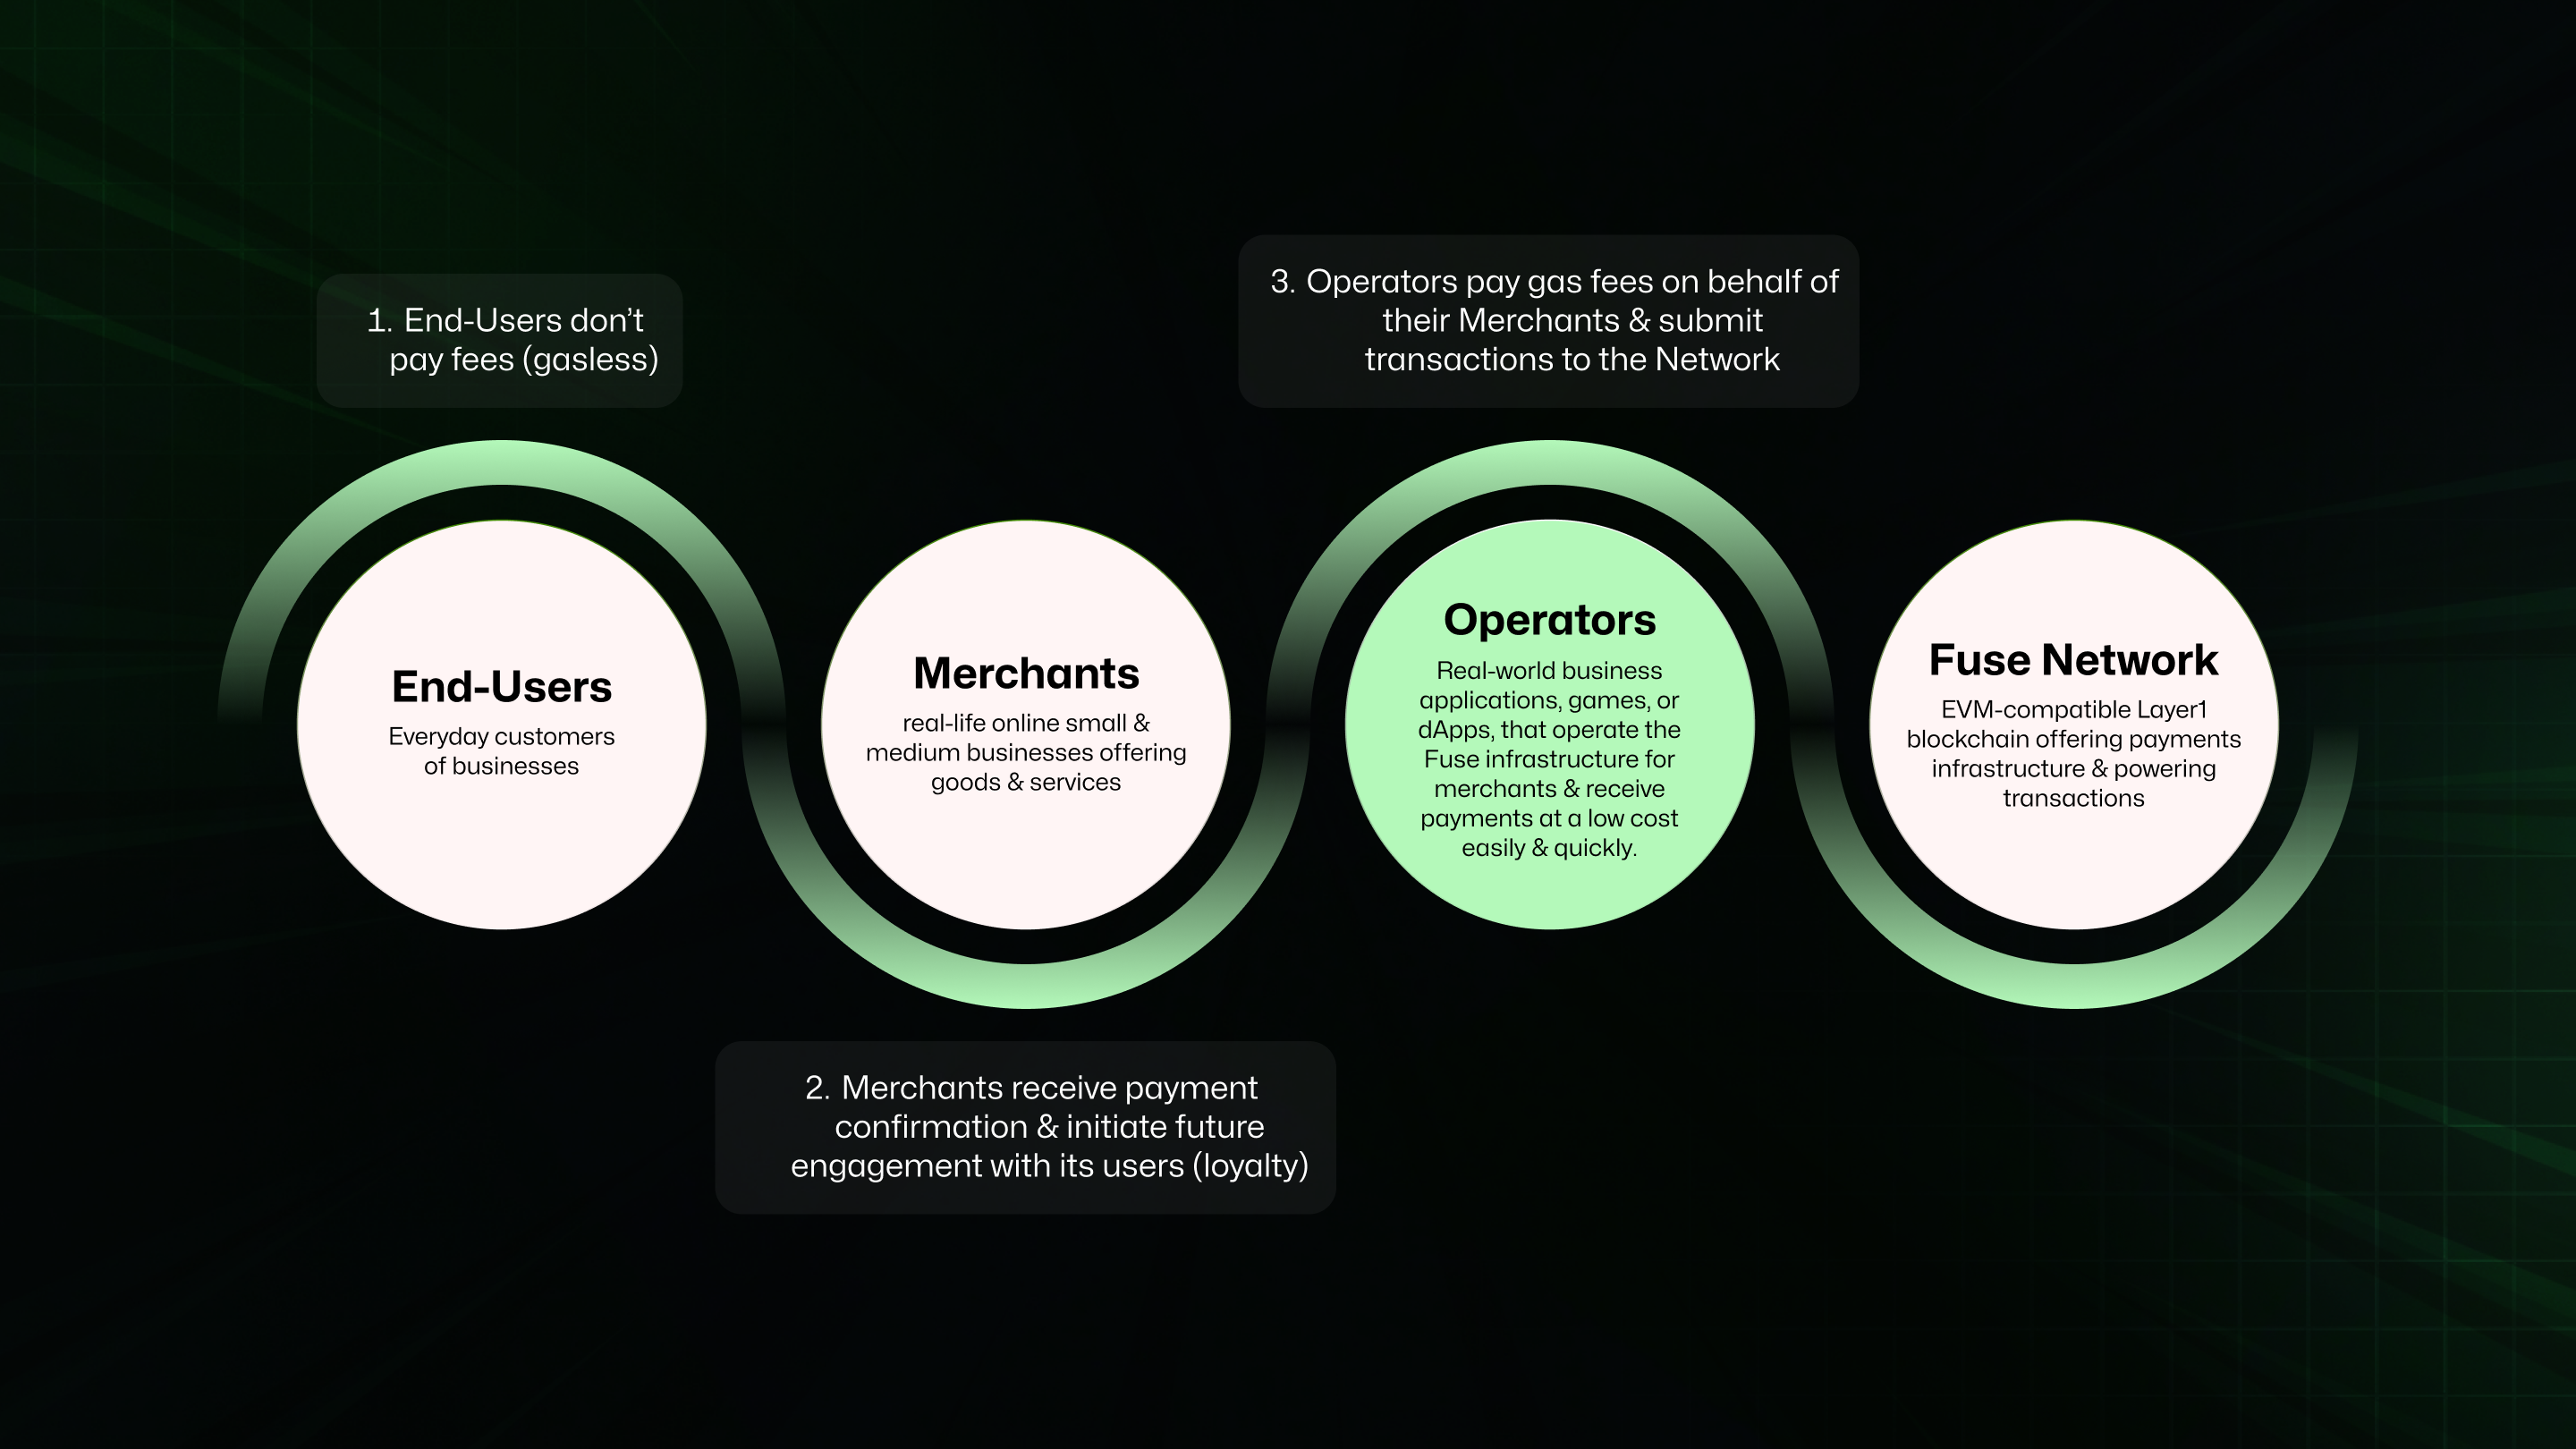 1. End-Users don’t
pay fees (gasless)
3. Operators pay gas fees on behalf of
their Merchants & submit
transactions to the Network
End-Users
Everyday customers
of businesses
Merchants
real-life online small &
medium businesses offering
goods & services
Operators
Real-world business
applications, games, or
dApps, that operate the
Fuse infrastructure for
merchants & receive
payments at a low cost
easily & quickly.
Fuse Network
EVM-compatible Layer1
blockchain offering payments
infrastructure & powering
transactions
2. Merchants receive payment
confirmation & initiate future
engagement with its users (loyalty)